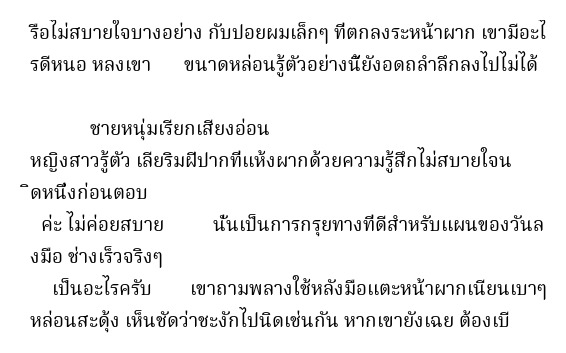 รือไม่สบายใจบางอย่าง กับปอยผมเล็กๆ ที่ตกลงระหน้าผาก เขามีอะไ
รดีหนอ หลงเขา ขนาดหล่อนรู้ตัวอย่างนี้ยังอดถลำลึกลงไปไม่ได้
ชายหนุ่มเรียกเสียงอ่อน
หญิงสาวรู้ตัว เลียริมฝีปากที่แห้งผากด้วยความรู้สึกไม่สบายใจน
ิดหนึ่งก่อนตอบ
ค่ะ ไม่ค่อยสบาย นั่นเป็นการกรุยทางที่ดีสำหรับแผนของวันล
งมือ ช่างเร็วจริงๆ
เป็นอะไรครับ เขาถามพลางใช้หลังมือแตะหน้าผากเนียนเบาๆ
หล่อนสะดุ้ง เห็นชัดว่าชะงักไปนิดเช่นกัน หากเขายังเฉย ต้องเบี